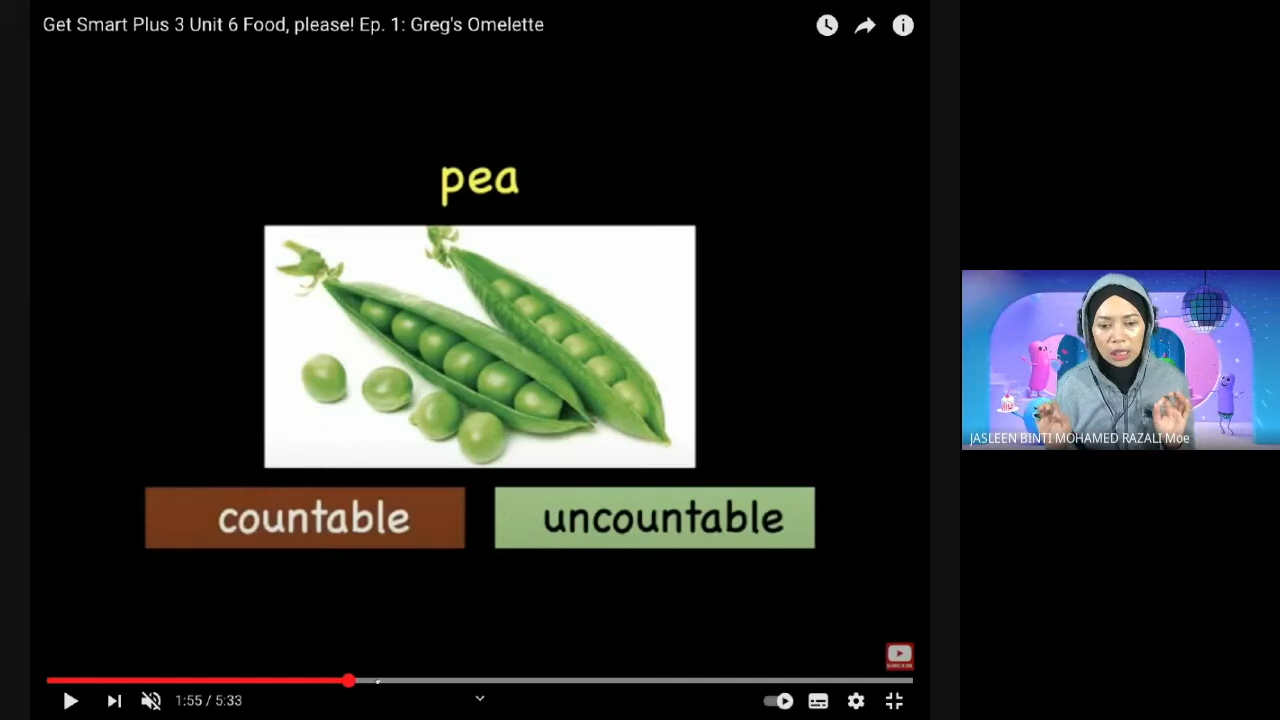 Get Smart Plus 3 Unit 6 Food, please! Ep. 1: Greg's Omelette
pea
countable
uncountable
JASLEEN BINTI MOHAMED RAZALI Moe
1:55 / 5:33